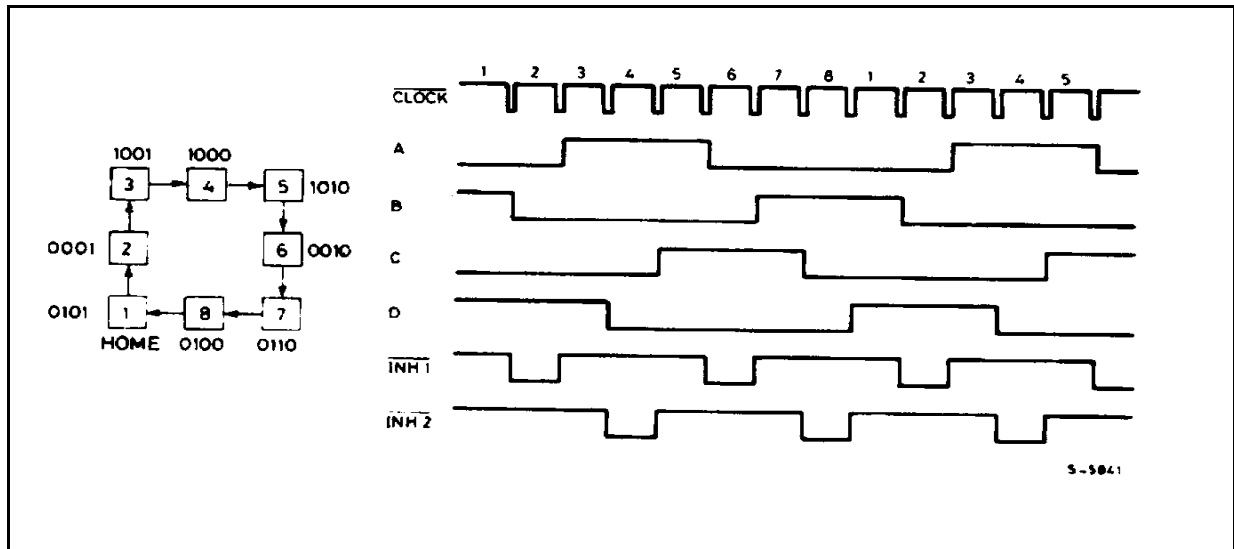 1001 1000
3 4 5 1010
0001 2 6 0010
0101 1 8 7
HOME 0100 0110
1 2 3 4 5 6 7 8 1 2 3 4 5
CLOCK
A
B
C
D
INH 1
INH 2
S-5841